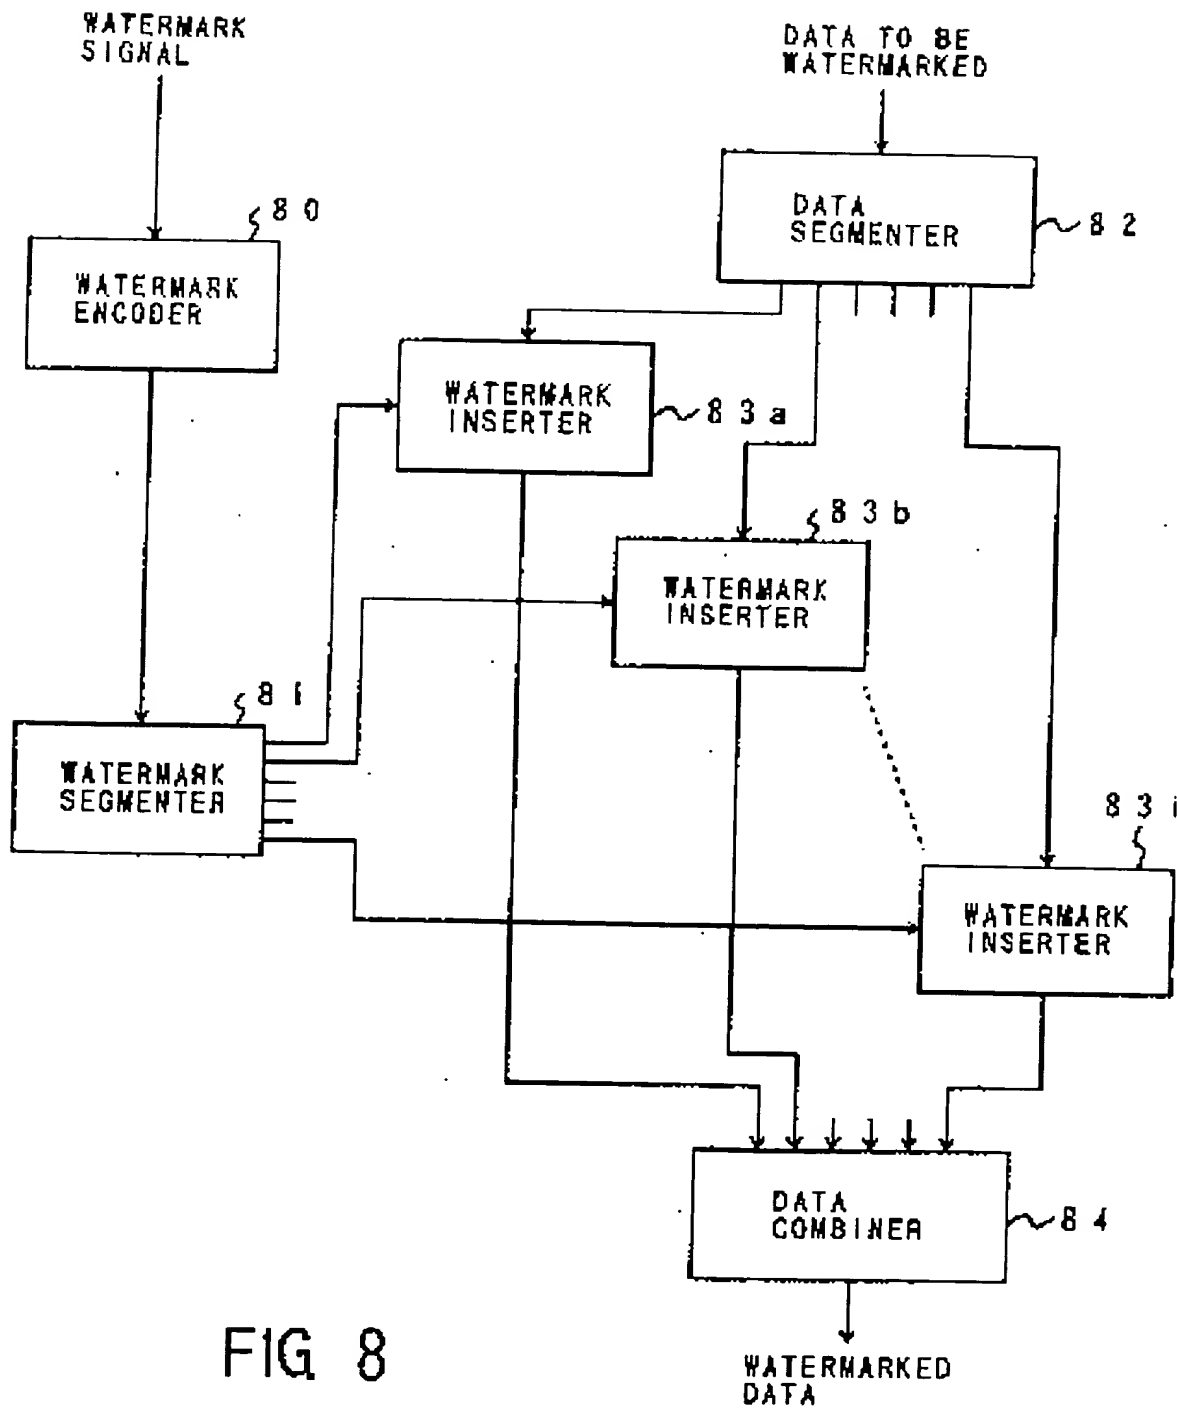 WATERMARK
SIGNAL
DATA TO BE
WATERMARKED
80
WATERMARK
ENCODER
DATA
SEGMENTER
82
WATERMARK
INSERTER
83a
83b
WATERMARK
INSERTER
81
WATERMARK
SEGMENTER
83i
WATERMARK
INSERTER
DATA
COMBINER
84
FIG 8
WATERMARKED
DATA